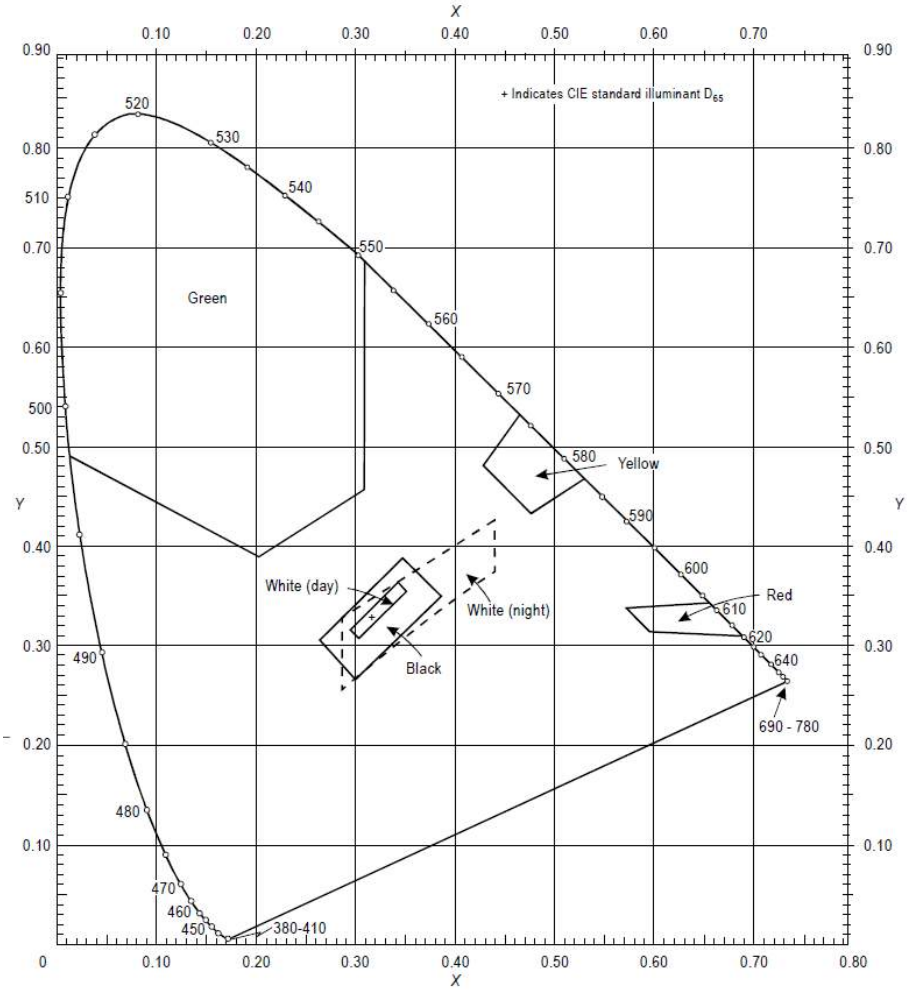 X
0.10 0.20 0.30 0.40 0.50 0.60 0.70
0.90 0.90
+ Indicates CIE standard illuminant D65
520
530
0.80 0.80
540
510
550
0.70 0.70
Green
560
0.60 0.60
570
500
0.50 0.50
580
Yellow
Y Y
590
0.40 0.40
600
White (day)
Red
White (night)
610
0.30 0.30
620
490
Black
640
690 - 780
0.20 0.20
480
0.10 0.10
470
460
450 380-410
0 0.10 0.20 0.30 0.40 0.50 0.60 0.70 0.80
X